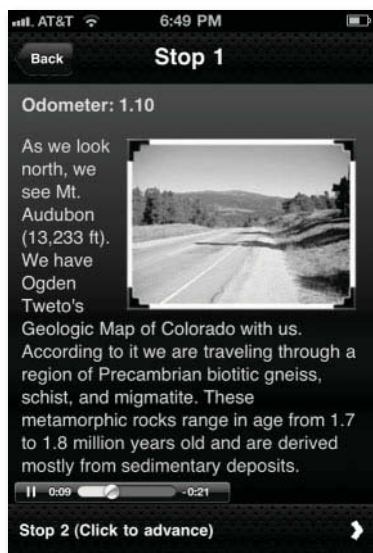 AT&T 6:49 PM
Back Stop 1
Odometer: 1.10
As we look
north, we
see Mt.
Audubon
(13,233 ft).
We have
Ogden
Tweto's
Geologic Map of Colorado with us.
According to it we are traveling through a
region of Precambrian biotitic gneiss,
schist, and migmatite. These
metamorphic rocks range in age from 1.7
to 1.8 million years old and are derived
mostly from sedimentary deposits.
0:09 -0:21
Stop 2 (Click to advance)